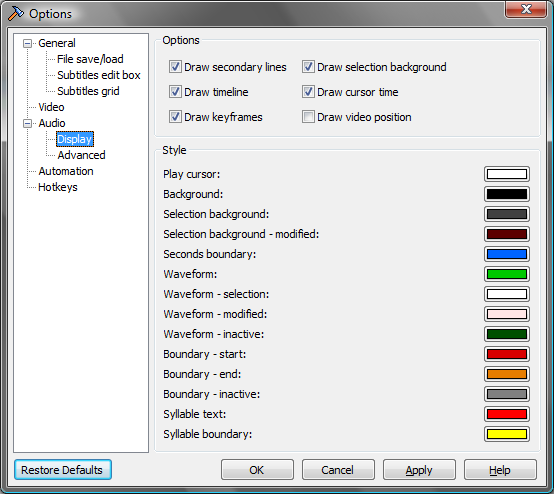 Options
General
File save/load
Subtitles edit box
Subtitles grid
Video
Audio
Display
Advanced
Automation
Hotkeys
Options
Draw secondary lines
Draw selection background
Draw timeline
Draw cursor time
Draw keyframes
Draw video position
Style
Play cursor:
Background:
Selection background:
Selection background - modified:
Seconds boundary:
Waveform:
Waveform - selection:
Waveform - modified:
Waveform - inactive:
Boundary - start:
Boundary - end:
Boundary - inactive:
Syllable text:
Syllable boundary:
Restore Defaults
OK
Cancel
Apply
Help